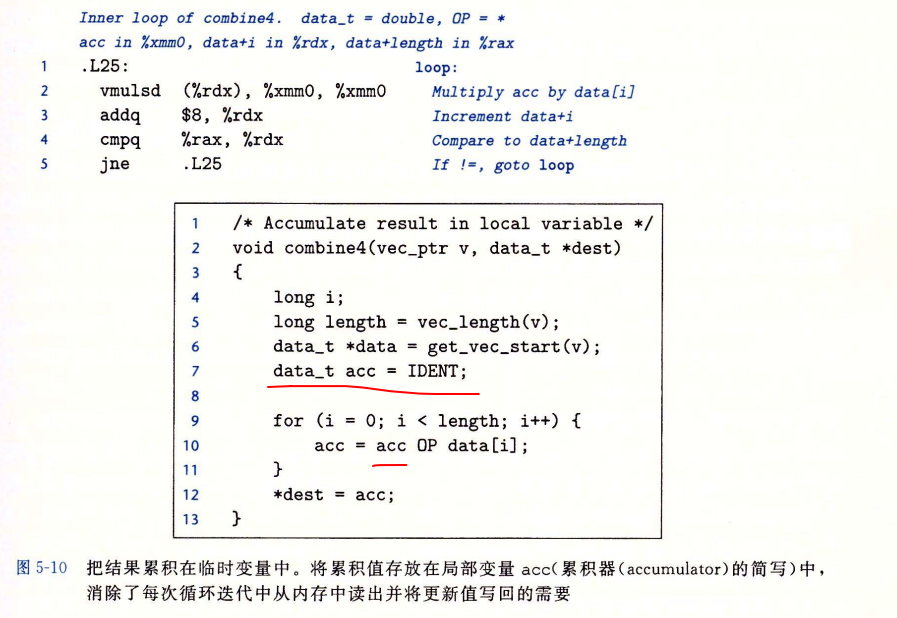 Inner loop of combine4. data_t = double, OP = *
acc in %xmm0, data+i in %rdx, data+length in %rax
1 .L25: loop:
2 vmulsd (%rdx), %xmm0, %xmm0 Multiply acc by data[i]
3 addq $8, %rdx Increment data+i
4 cmpq %rax, %rdx Compare to data+length
5 jne .L25 If !=, goto loop
1 /* Accumulate result in local variable */
2 void combine4(vec_ptr v, data_t *dest)
3 {
4 long i;
5 long length = vec_length(v);
6 data_t *data = get_vec_start(v);
7 data_t acc = IDENT;
8
9 for (i = 0; i < length; i++) {
10 acc = acc OP data[i];
11 }
12 *dest = acc;
13 }
图 5-10 把结果累积在临时变量中。将累积值存放在局部变量 acc(累积器(accumulator)的简写)中，
消除了每次循环迭代中从内存中读出并将更新值写回的需要